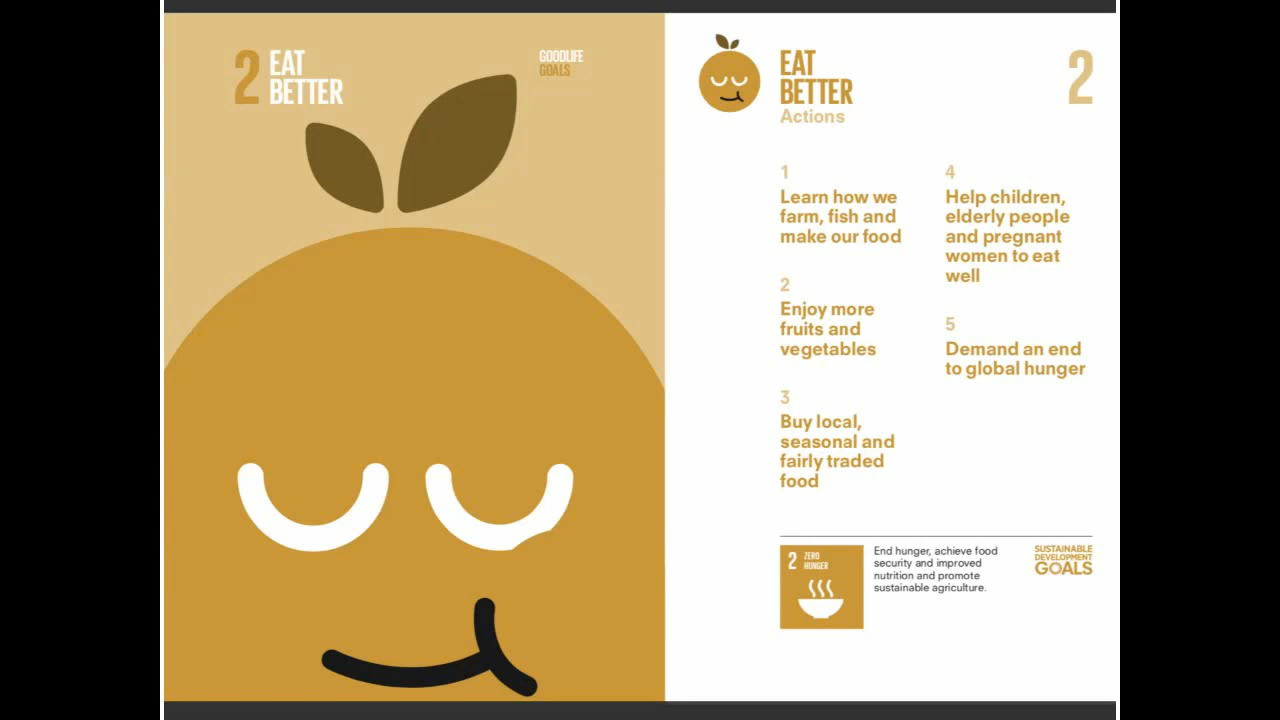 2 EAT
BETTER
GOODLIFE
GOALS
EAT
BETTER
Actions
2
1
Learn how we
farm, fish and
make our food
2
Enjoy more
fruits and
vegetables
3
Buy local,
seasonal and
fairly traded
food
4
Help children,
elderly people
and pregnant
women to eat
well
5
Demand an end
to global hunger
2 ZERO
HUNGER
End hunger, achieve food
security and improved
nutrition and promote
sustainable agriculture.
SUSTAINABLE
DEVELOPMENT
GOALS